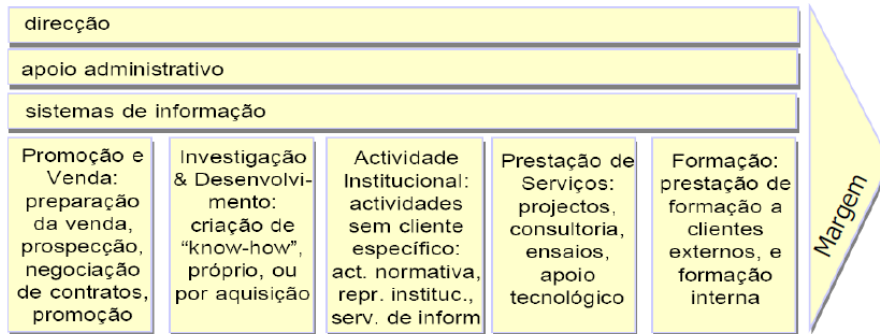 direcção
apoio administrativo
sistemas de informação
Promoção e
Venda:
preparação
da venda,
prospecção,
negociação
de contratos,
promoção
Investigação
& Desenvolvi-
mento:
criação de
“know-how”,
próprio, ou
por aquisição
Actividade
Institucional:
actividades
sem cliente
específico:
act. normativa,
repr. instituc.,
serv. de inform
Prestação de
Serviços:
projectos,
consultoria,
ensaios,
apoio
tecnológico
Formação:
prestação de
formação a
clientes
externos, e
formação
interna
Margem